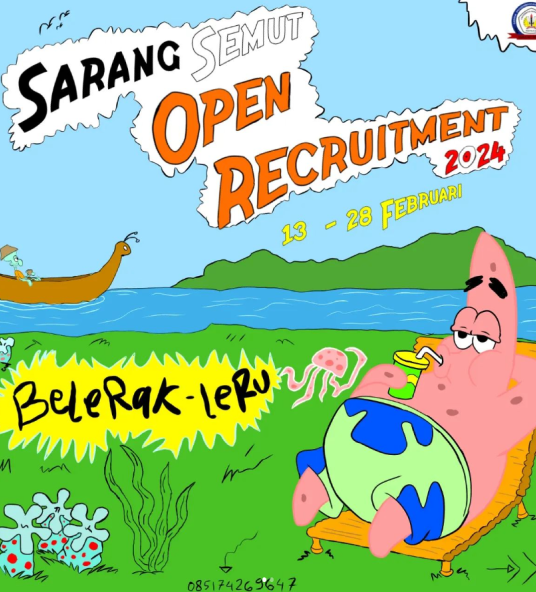 SARANG SEMUT
OPEN
RECRUITMENT
2024
13 - 28 FEBRUARI
BeLeRak-leRu
085174269647